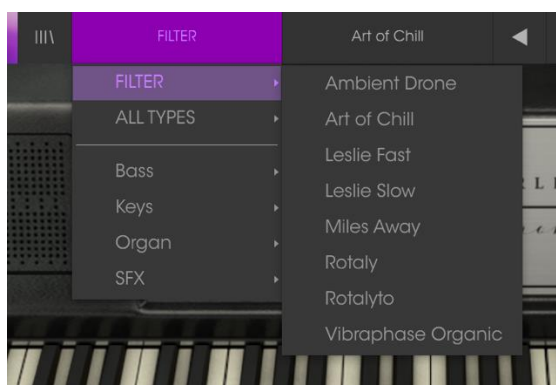 FILTER
Art of Chill
FILTER
ALL TYPES
Bass
Keys
Organ
SFX
Ambient Drone
Art of Chill
Leslie Fast
Leslie Slow
Miles Away
Rotaly
Rotalyto
Vibraphase Organic